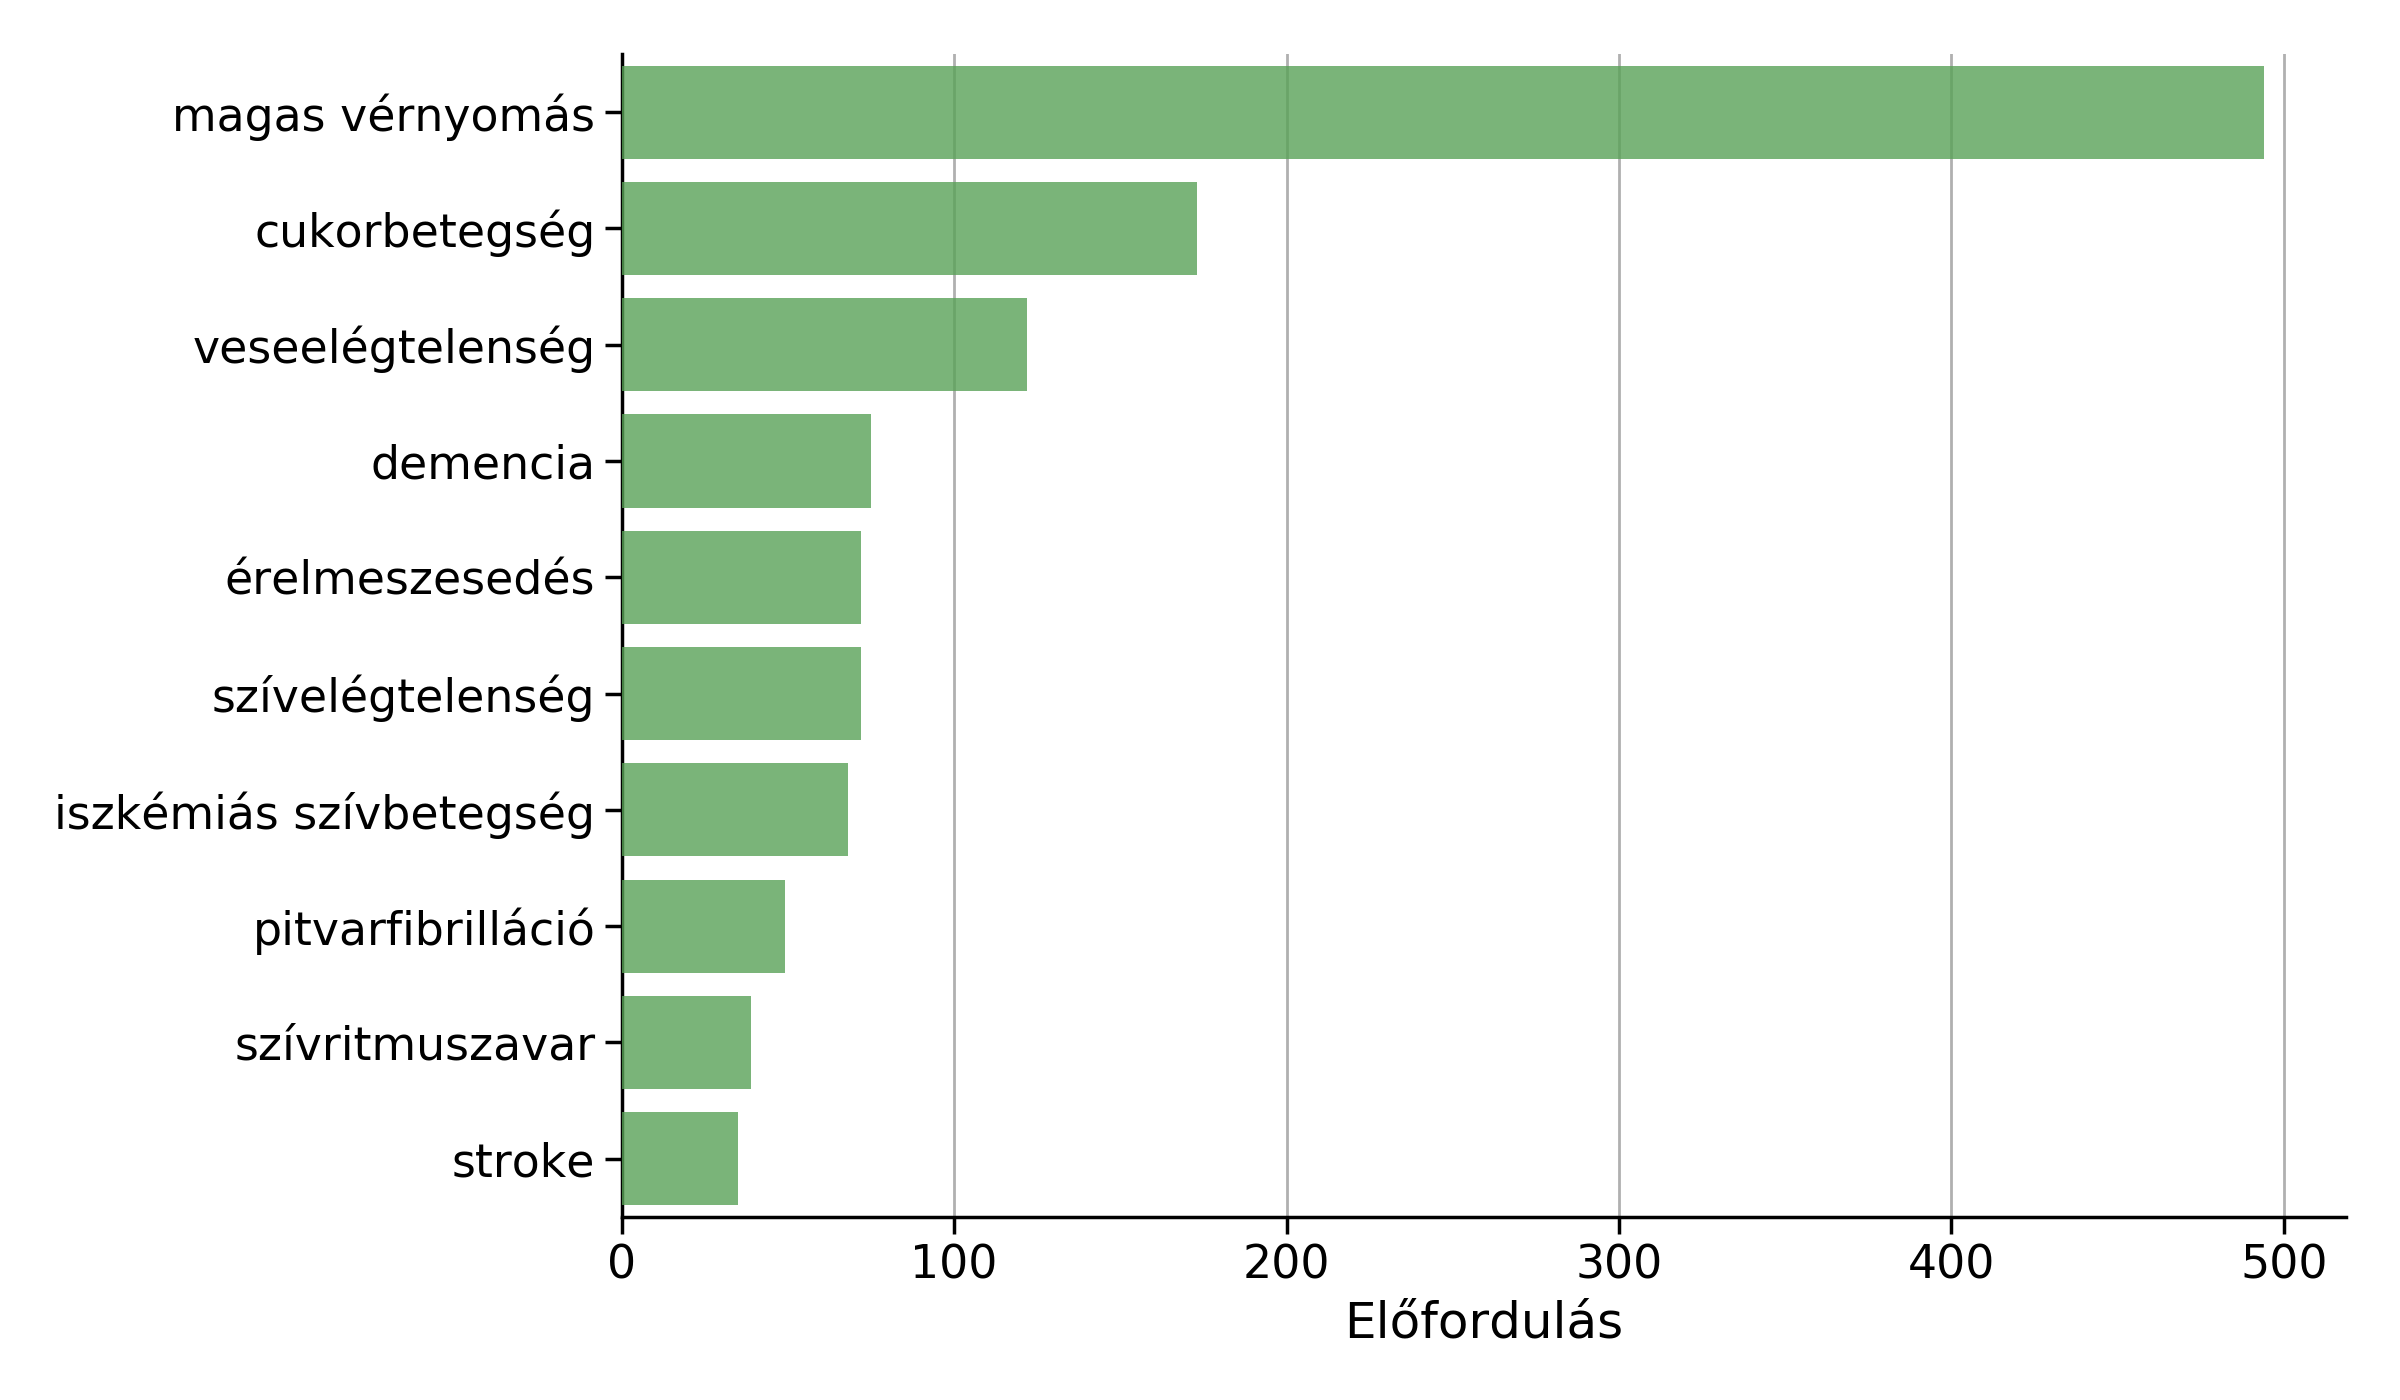 magas vérnyomás
cukorbetegség
veseelégtelenség
demencia
érelmeszesedés
szívelégtelenség
iszkémiás szívbetegség
pitvarfibrilláció
szívritmuszavar
stroke
0 100 200 300 400 500
Előfordulás